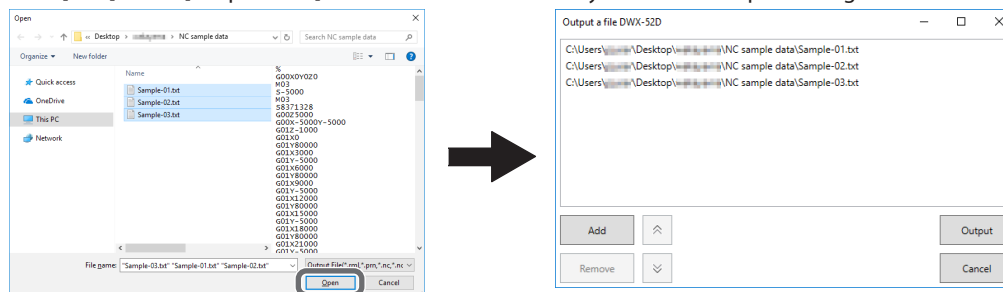 Open
« Desktop > > NC sample data
Search NC sample data
Organize
New folder
Quick access
OneDrive
This PC
Network
Name
Sample-01.txt
Sample-02.txt
Sample-03.txt
%
G00X0Y0Z0
M03
S-5000
M03
S8371328
G00Z5000
G00X-5000Y-5000
G01Z-1000
G01X0
G01Y80000
G01X3000
G01Y-5000
G01X6000
G01Y80000
G01X9000
G01Y-5000
G01X12000
G01Y80000
G01X15000
G01Y-5000
G01X18000
G01Y80000
G01X21000
G01Y-5000
File name:
"Sample-03.txt" "Sample-01.txt" "Sample-02.txt"
Output File(*.rml,*.prn,*.nc,*.nc
Open
Cancel
Output a file DWX-52D
C:\Users\ \Desktop\ \NC sample data\Sample-01.txt
C:\Users\ \Desktop\ \NC sample data\Sample-02.txt
C:\Users\ \Desktop\ \NC sample data\Sample-03.txt
Add
Output
Remove
Cancel